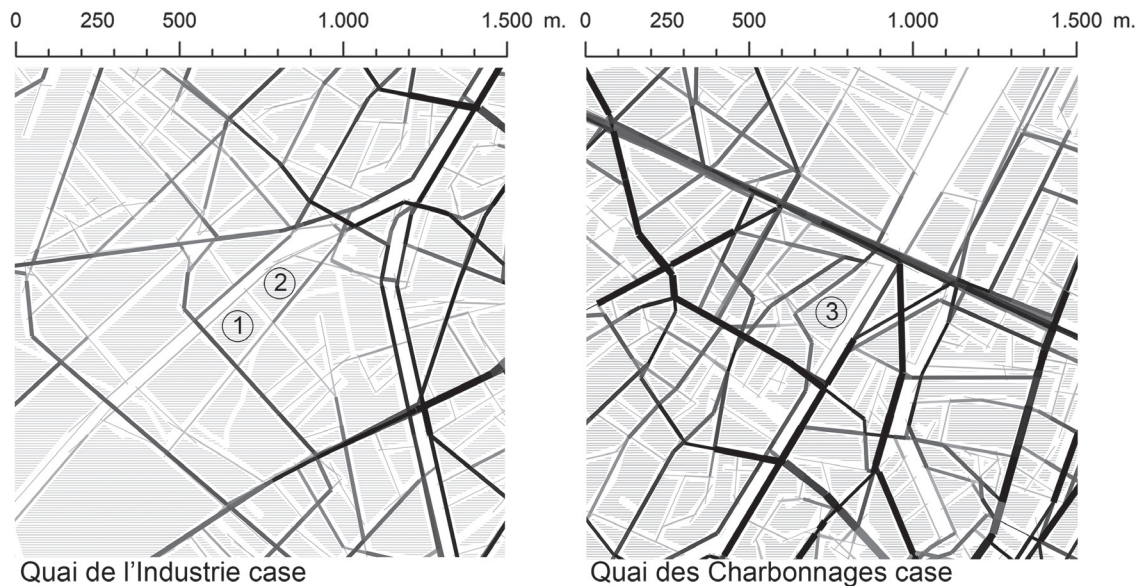 0 250 500 1.000 1.500 m.
0 250 500 1.000 1.500 m.
2
1
3
Quai de l'Industrie case
Quai des Charbonnages case